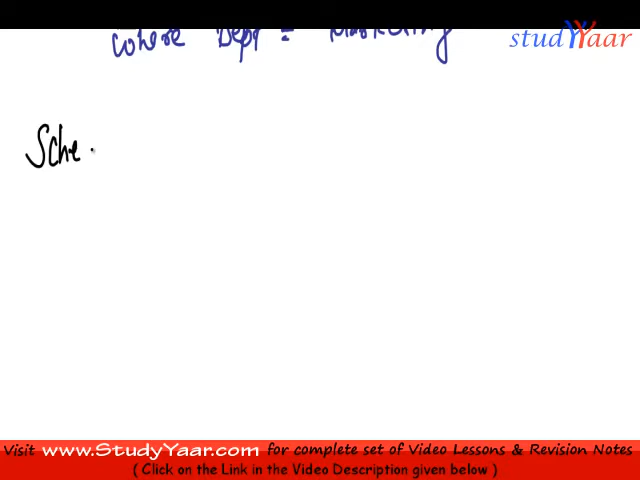 where Dept = Marketing
studYYaar
Sche
Visit www.StudyYaar.com for complete set of Video Lessons & Revision Notes
( Click on the Link in the Video Description given below )